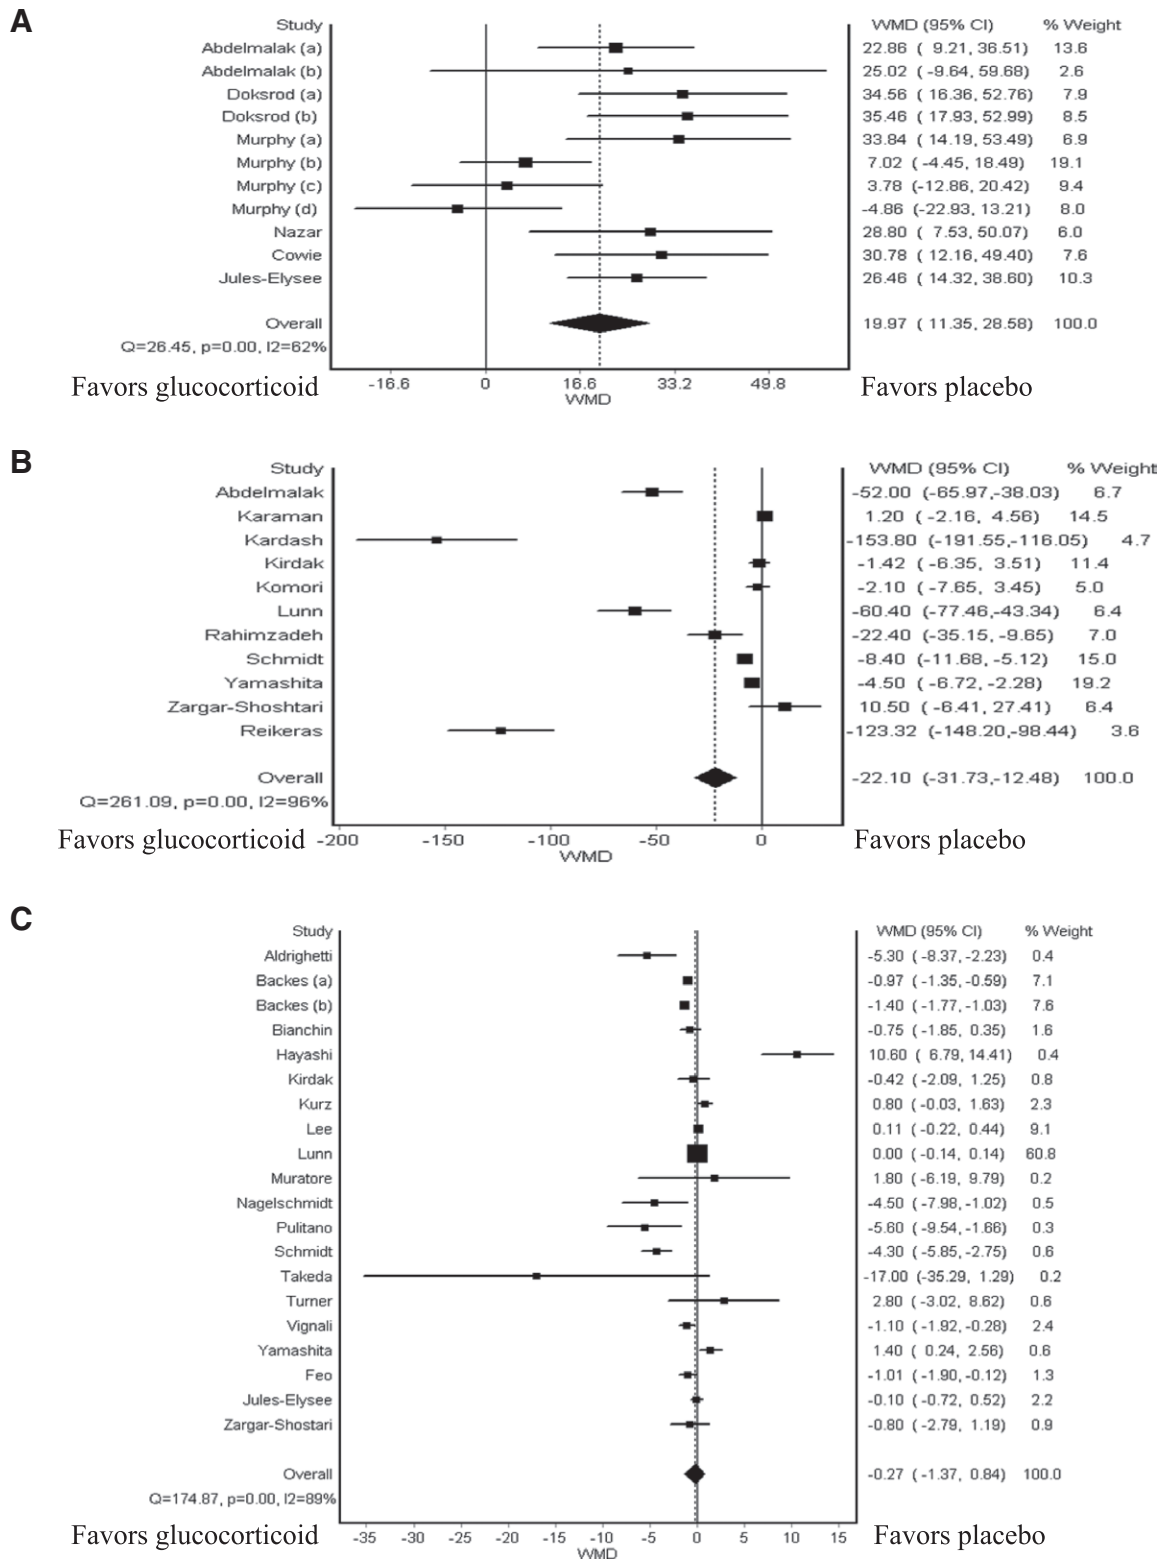 A
Study WMD (95% CI) % Weight
Abdelmalak (a) 22.86 ( 9.21, 36.51) 13.6
Abdelmalak (b) 25.02 ( -9.64, 59.68) 2.6
Doksrod (a) 34.56 ( 16.36, 52.76) 7.9
Doksrod (b) 35.46 ( 17.93, 52.99) 8.5
Murphy (a) 33.84 ( 14.19, 53.49) 6.9
Murphy (b) 7.02 ( -4.45, 18.49) 19.1
Murphy (c) 3.78 (-12.86, 20.42) 9.4
Murphy (d) -4.86 (-22.93, 13.21) 8.0
Nazar 28.80 ( 7.53, 50.07) 6.0
Cowie 30.78 ( 12.16, 49.40) 7.6
Jules-Elysee 26.46 ( 14.32, 38.60) 10.3
Overall 19.97 ( 11.35, 28.58) 100.0
Q=26.45, p=0.00, I2=62%
-16.6 0 16.6 33.2 49.8
Favors glucocorticoid WMD Favors placebo
B
Study WMD (95% CI) % Weight
Abdelmalak -52.00 (-65.97,-38.03) 6.7
Karaman 1.20 ( -2.16, 4.56) 14.5
Kardash -153.80 (-191.55,-116.05) 4.7
Kirdak -1.42 ( -6.35, 3.51) 11.4
Komori -2.10 ( -7.65, 3.45) 5.0
Lunn -60.40 (-77.46,-43.34) 6.4
Rahimzadeh -22.40 (-35.15, -9.65) 7.0
Schmidt -8.40 (-11.68, -5.12) 15.0
Yamashita -4.50 ( -6.72, -2.28) 19.2
Zargar-Shoshtari 10.50 ( -6.41, 27.41) 6.4
Reikeras -123.32 (-148.20,-98.44) 3.6
Overall -22.10 (-31.73,-12.48) 100.0
Q=261.09, p=0.00, I2=96%
Favors glucocorticoid -200 -150 -100 -50 0 Favors placebo
WMD
C
Study WMD (95% CI) % Weight
Aldrighetti -5.30 ( -8.37, -2.23) 0.4
Backes (a) -0.97 ( -1.35, -0.59) 7.1
Backes (b) -1.40 ( -1.77, -1.03) 7.6
Bianchin -0.75 ( -1.85, 0.35) 1.6
Hayashi 10.60 ( 6.79, 14.41) 0.4
Kirdak -0.42 ( -2.09, 1.25) 0.8
Kurz 0.80 ( -0.03, 1.63) 2.3
Lee 0.11 ( -0.22, 0.44) 9.1
Lunn 0.00 ( -0.14, 0.14) 60.8
Muratore 1.80 ( -6.19, 9.79) 0.2
Nagelschmidt -4.50 ( -7.98, -1.02) 0.5
Pulitano -5.60 ( -9.54, -1.66) 0.3
Schmidt -4.30 ( -5.85, -2.75) 0.6
Takeda -17.00 (-35.29, 1.29) 0.2
Turner 2.80 ( -3.02, 8.62) 0.6
Vignali -1.10 ( -1.92, -0.28) 2.4
Yamashita 1.40 ( 0.24, 2.56) 0.6
Feo -1.01 ( -1.90, -0.12) 1.3
Jules-Elysee -0.10 ( -0.72, 0.52) 2.2
Zargar-Shostari -0.80 ( -2.79, 1.19) 0.9
Overall -0.27 ( -1.37, 0.84) 100.0
Q=174.87, p=0.00, I2=89%
Favors glucocorticoid -35 -30 -25 -20 -15 -10 -5 0 5 10 15 Favors placebo
WMD